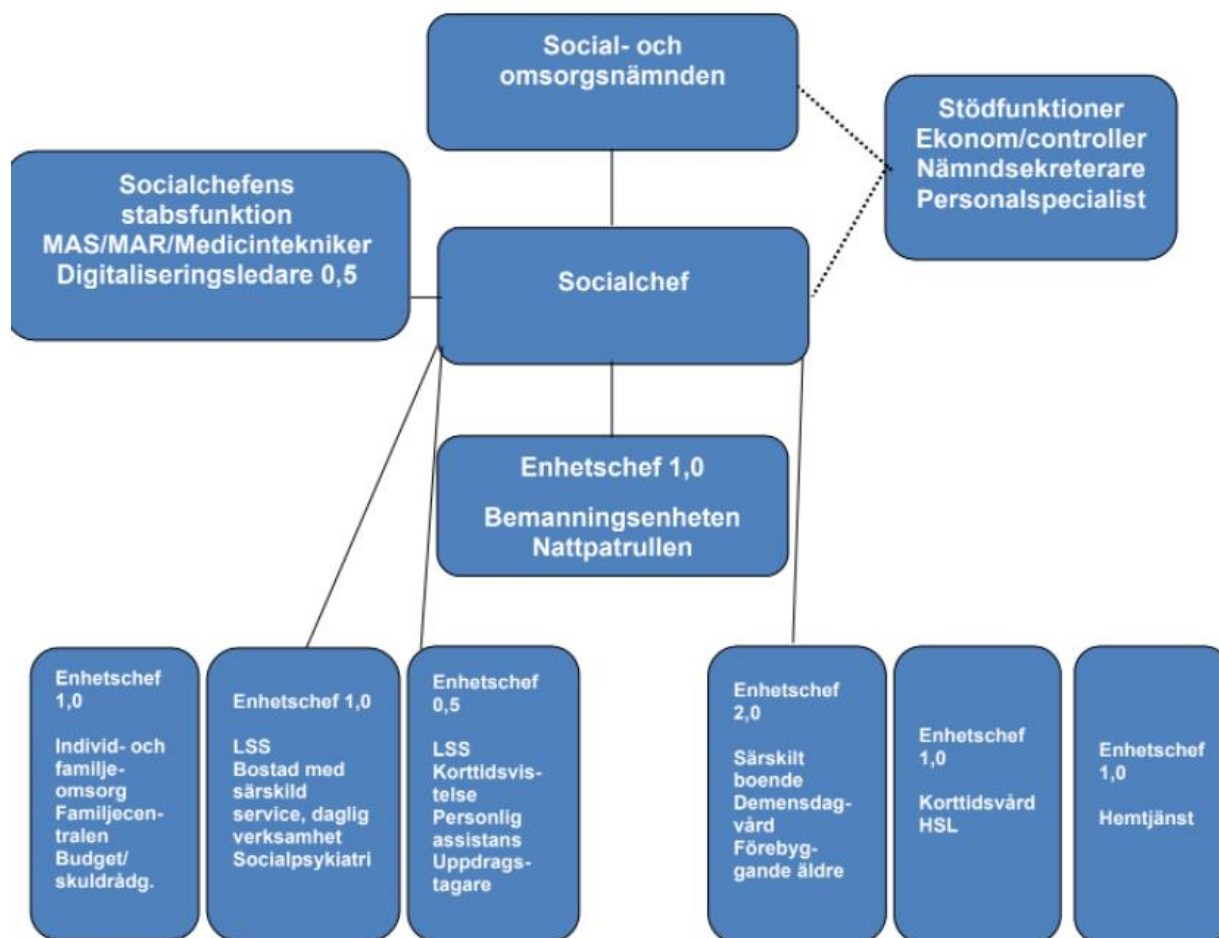 Social- och
omsorgsnämnden
Stödfunktioner
Ekonom/controller
Nämndsekreterare
Personalspecialist
Socialchefens
stabsfunktion
MAS/MAR/Medicintekniker
Digitaliseringsledare 0,5
Socialchef
Enhetschef 1,0
Bemanningsenheten
Nattpatrullen
Enhetschef
1,0
Individ- och
familje-
omsorg
Familjecen-
tralen
Budget/
skuldrådg.
Enhetschef 1,0
LSS
Bostad med
särskild
service, daglig
verksamhet
Socialpsykiatri
Enhetschef
0,5
LSS
Korttidsvis-
telse
Personlig
assistans
Uppdrags-
tagare
Enhetschef
2,0
Särskilt
boende
Demensdag-
vård
Förebyg-
gande äldre
Enhetschef
1,0
Korttidsvård
HSL
Enhetschef
1,0
Hemtjänst